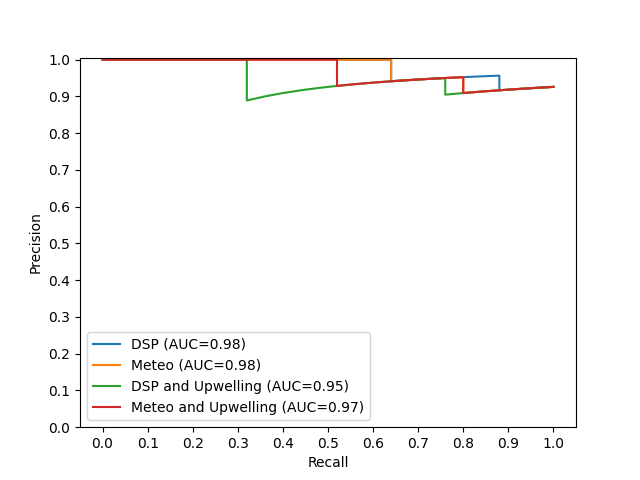 1.0
0.9
0.8
0.7
0.6
0.5
0.4
0.3
0.2
0.1
0.0
Precision
DSP (AUC=0.98)
Meteo (AUC=0.98)
DSP and Upwelling (AUC=0.95)
Meteo and Upwelling (AUC=0.97)
0.0 0.1 0.2 0.3 0.4 0.5 0.6 0.7 0.8 0.9 1.0
Recall